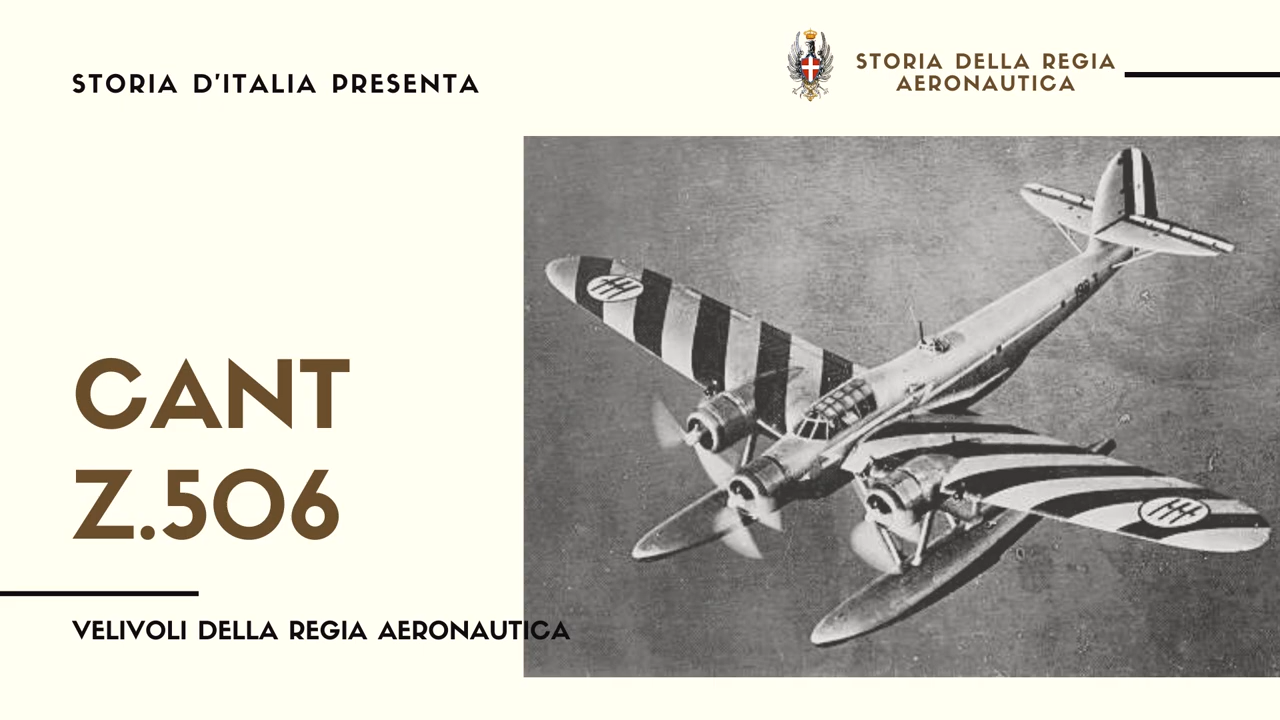 STORIA D'ITALIA PRESENTA
STORIA DELLA REGIA
AERONAUTICA
CANT
Z.506
VELIVOLI DELLA REGIA AERONAUTICA